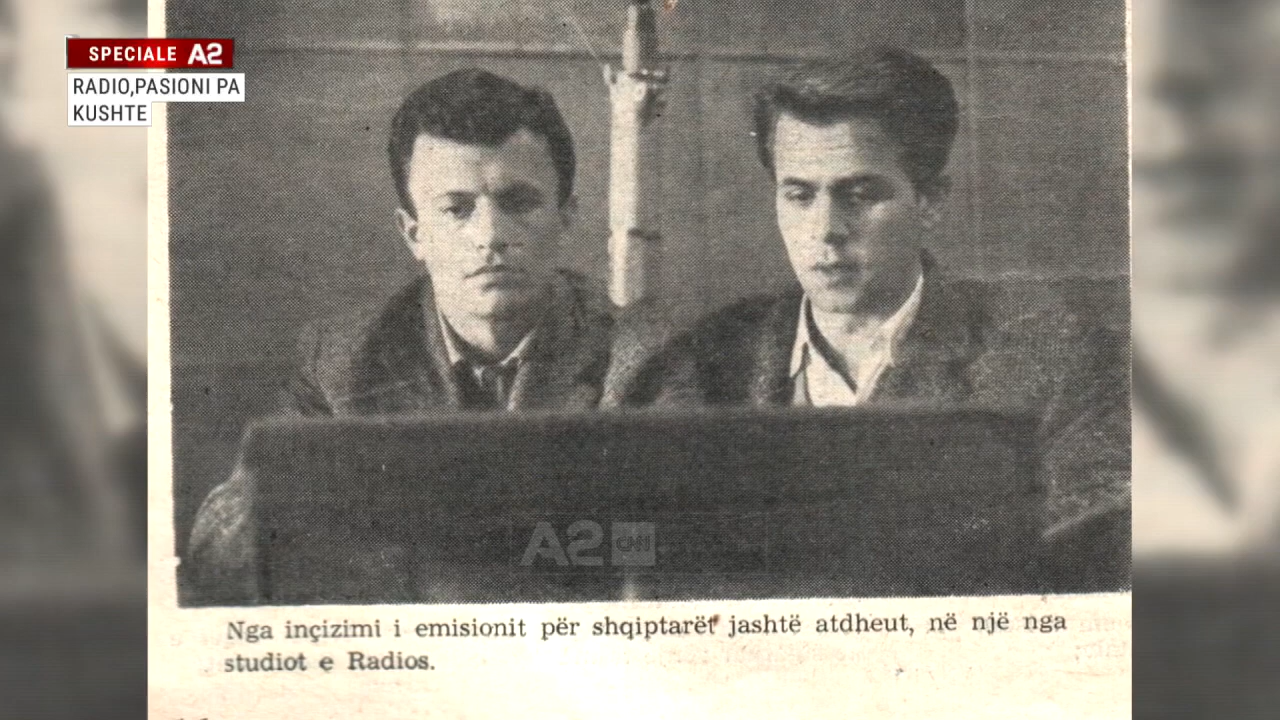 SPECIALE A2
RADIO,PASIONI PA
KUSHTE
A2 CNN
Nga inçizimi i emisionit për shqiptarët jashtë atdheut, në një nga
studiot e Radios.